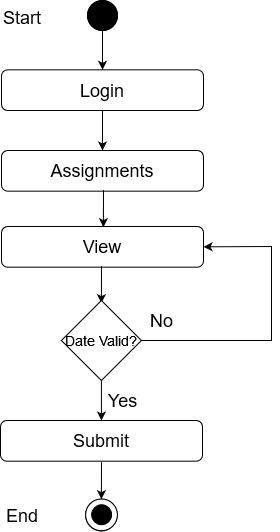 Start
Login
Assignments
View
Date Valid?
No
Yes
Submit
End